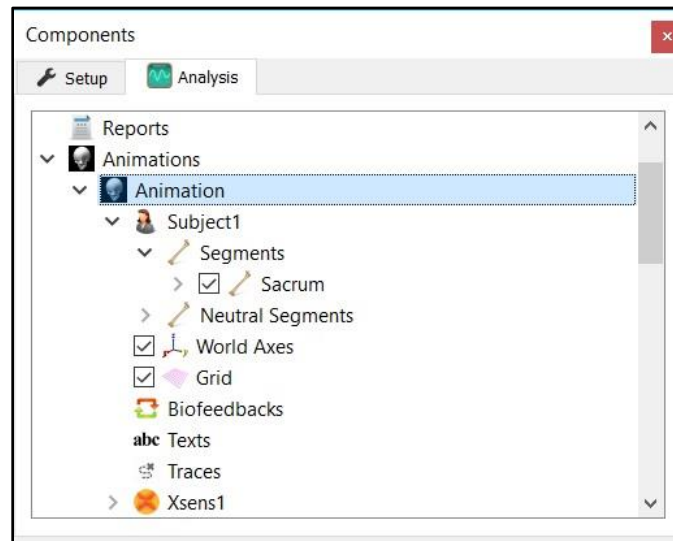 Components
Setup Analysis
Reports
Animations
Animation
Subject1
Segments
Sacrum
Neutral Segments
World Axes
Grid
Biofeedbacks
abc Texts
Traces
Xsens1